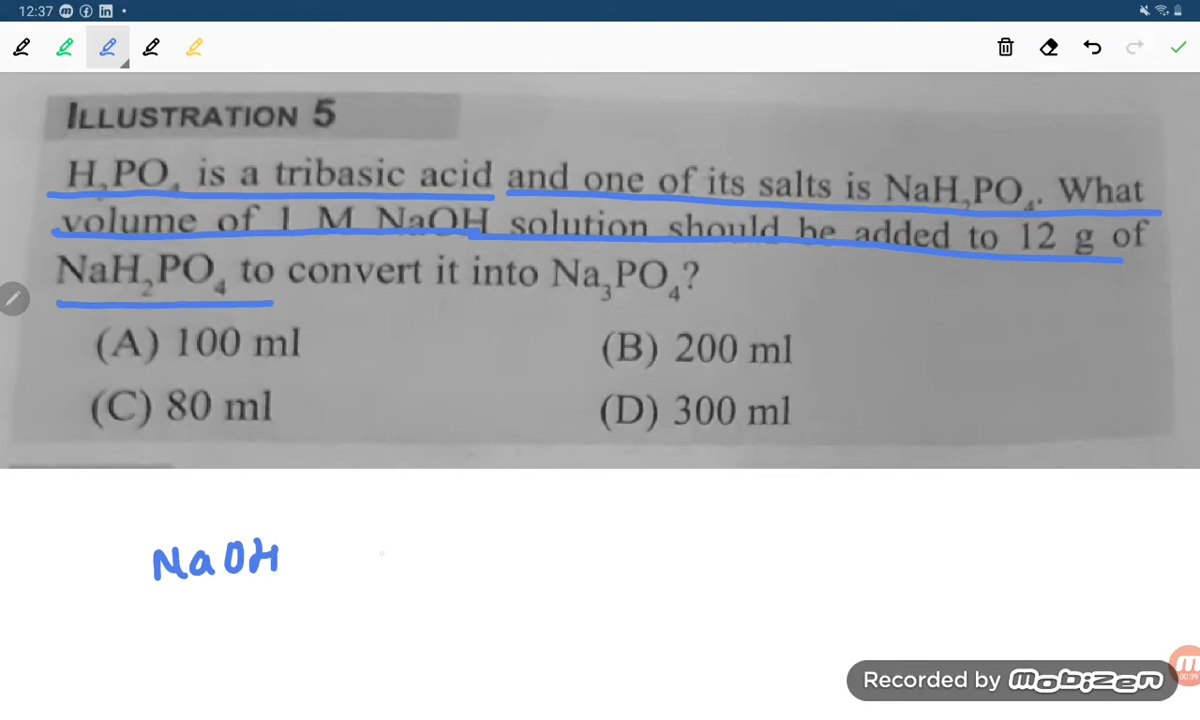 12:37
ILLUSTRATION 5
H₃PO₄ is a tribasic acid and one of its salts is NaH₂PO₄. What
volume of 1 M NaOH solution should be added to 12 g of
NaH₂PO₄ to convert it into Na₃PO₄?
(A) 100 ml
(B) 200 ml
(C) 80 ml
(D) 300 ml
NaOH
Recorded by mobizen
00:39